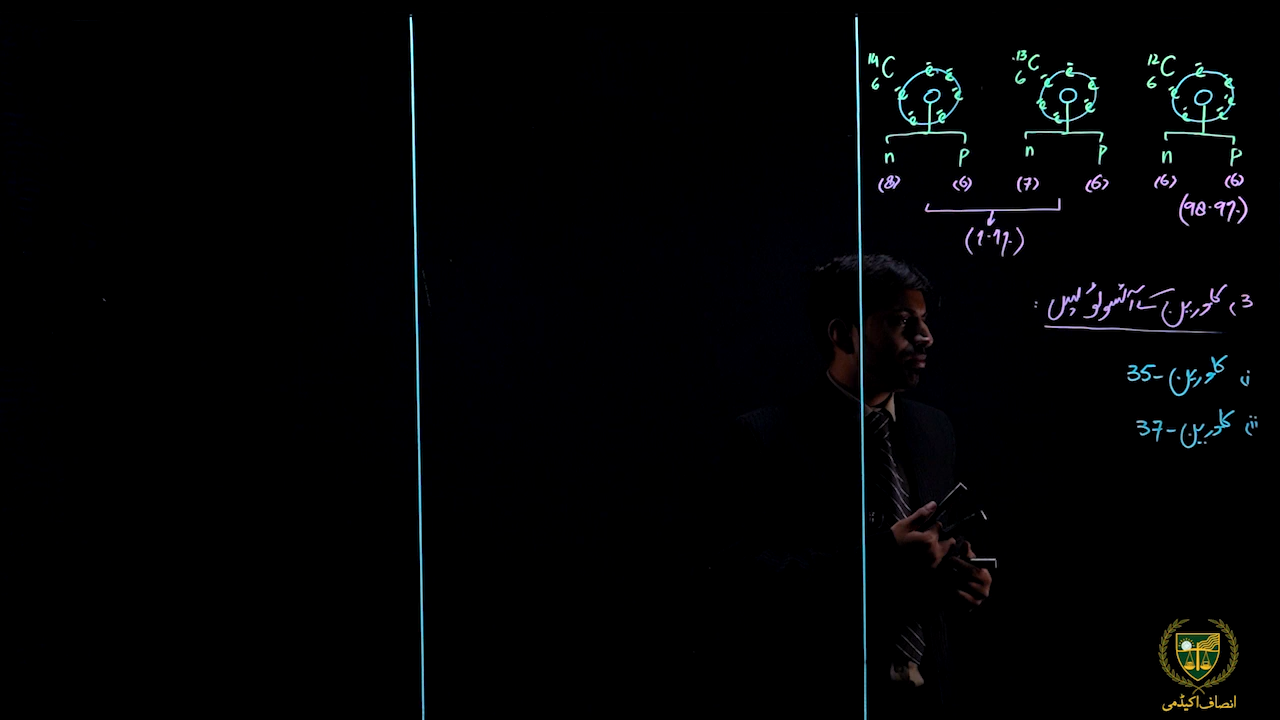 ¹⁴₆C ¹³₆C ¹²₆C
e⁻ e⁻ e⁻ e⁻ e⁻ e⁻ e⁻ e⁻ e⁻ e⁻ e⁻ e⁻ e⁻ e⁻ e⁻ e⁻ e⁻ e⁻
n p n p n p
(8) (6) (7) (6) (6) (6)
(98.9%)
(1.1%)
3) کلورین کے آئسوٹوپس :
i) کلورین-35
ii) کلورین-37
انصاف اکیڈمی